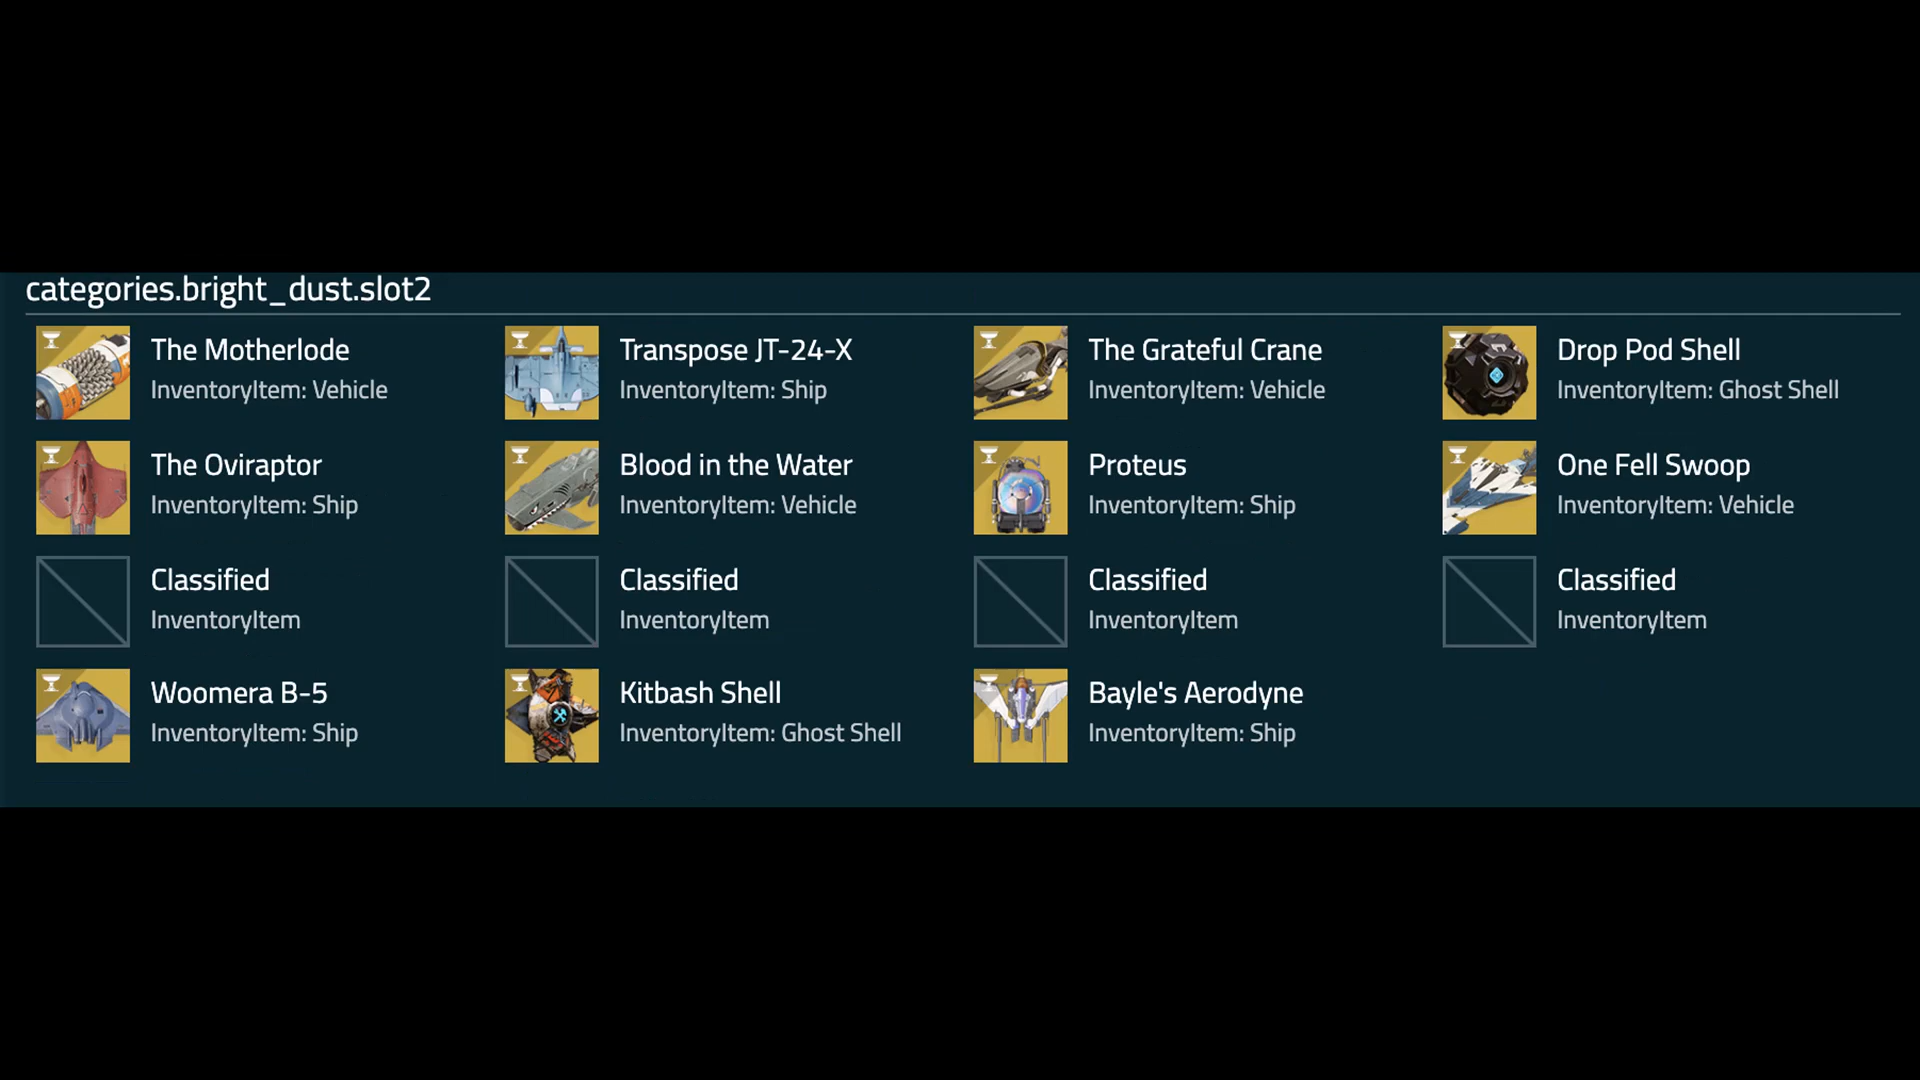 categories.bright_dust.slot2
The Motherlode
InventoryItem: Vehicle
Transpose JT-24-X
InventoryItem: Ship
The Grateful Crane
InventoryItem: Vehicle
Drop Pod Shell
InventoryItem: Ghost Shell
The Oviraptor
InventoryItem: Ship
Blood in the Water
InventoryItem: Vehicle
Proteus
InventoryItem: Ship
One Fell Swoop
InventoryItem: Vehicle
Classified
InventoryItem
Classified
InventoryItem
Classified
InventoryItem
Classified
InventoryItem
Woomera B-5
InventoryItem: Ship
Kitbash Shell
InventoryItem: Ghost Shell
Bayle's Aerodyne
InventoryItem: Ship